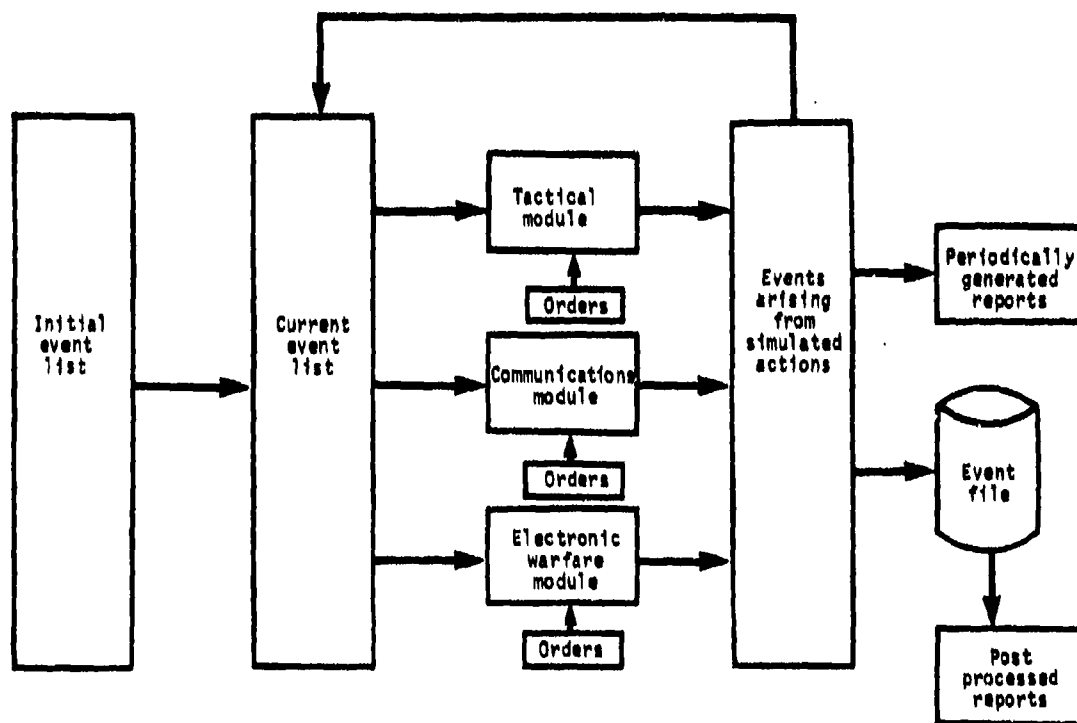 Initial
event
list
Current
event
list
Tactical
module
Orders
Communications
module
Orders
Electronic
warfare
module
Orders
Events
arising
from
simulated
actions
Periodically
generated
reports
Event
file
Post
processed
reports